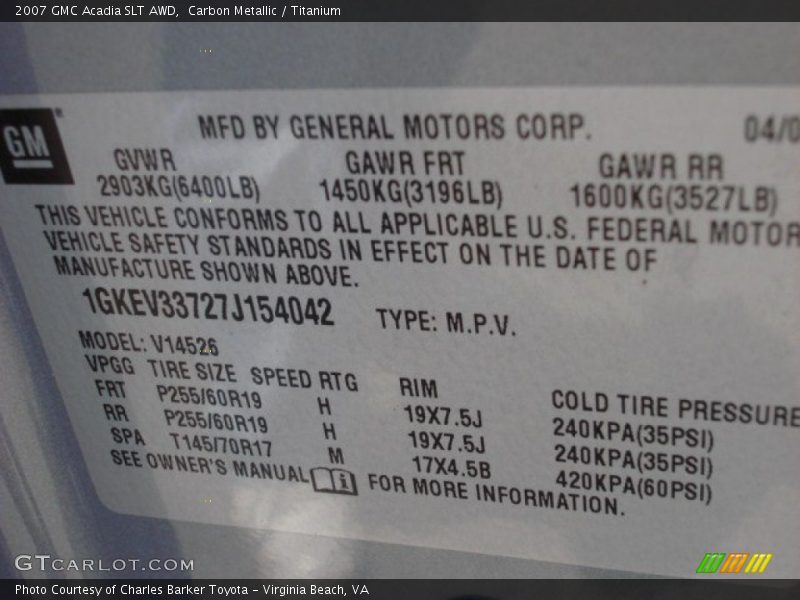 2007 GMC Acadia SLT AWD, Carbon Metallic / Titanium
GM
MFD BY GENERAL MOTORS CORP.
04/0
GVWR GAWR FRT GAWR RR
2903KG(6400LB) 1450KG(3196LB) 1600KG(3527LB)
THIS VEHICLE CONFORMS TO ALL APPLICABLE U.S. FEDERAL MOTOR
VEHICLE SAFETY STANDARDS IN EFFECT ON THE DATE OF
MANUFACTURE SHOWN ABOVE.
1GKEV33727J154042 TYPE: M.P.V.
MODEL: V14526
VPGG TIRE SIZE SPEED RTG RIM COLD TIRE PRESSURE
FRT P255/60R19 H 19X7.5J 240KPA(35PSI)
RR P255/60R19 H 19X7.5J 240KPA(35PSI)
SPA T145/70R17 M 17X4.5B 420KPA(60PSI)
SEE OWNER'S MANUAL i FOR MORE INFORMATION.
GTCARLOT.COM
Photo Courtesy of Charles Barker Toyota - Virginia Beach, VA